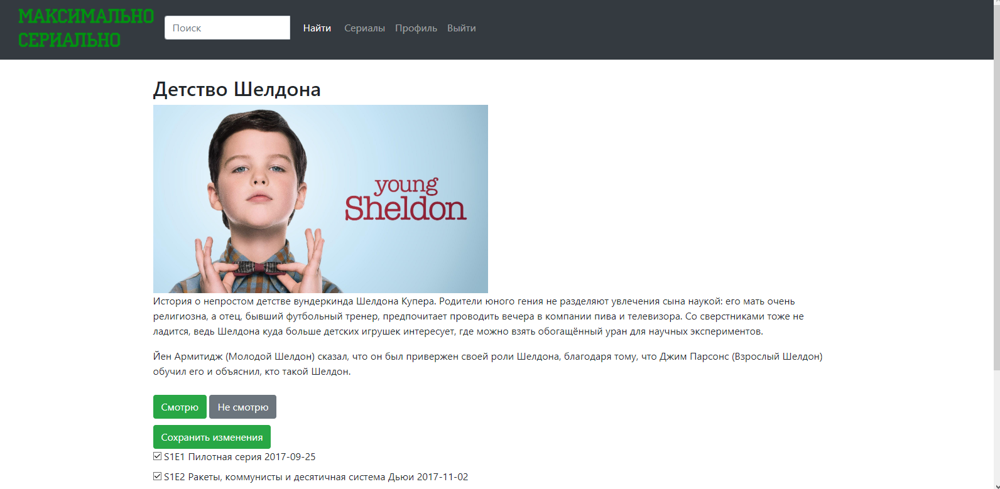 МАКСИМАЛЬНО
СЕРИАЛЬНО
Поиск
Найти
Сериалы
Профиль
Выйти
Детство Шелдона
young
Sheldon
История о непростом детстве вундеркинда Шелдона Купера. Родители юного гения не разделяют увлечения сына наукой: его мать очень
религиозна, а отец, бывший футбольный тренер, предпочитает проводить вечера в компании пива и телевизора. Со сверстниками тоже не
ладится, ведь Шелдона куда больше детских игрушек интересует, где можно взять обогащённый уран для научных экспериментов.
Йен Армитидж (Молодой Шелдон) сказал, что он был привержен своей роли Шелдона, благодаря тому, что Джим Парсонс (Взрослый Шелдон)
обучил его и объяснил, кто такой Шелдон.
Смотрю
Не смотрю
Сохранить изменения
S1E1 Пилотная серия 2017-09-25
S1E2 Ракеты, коммунисты и десятичная система Дьюи 2017-11-02